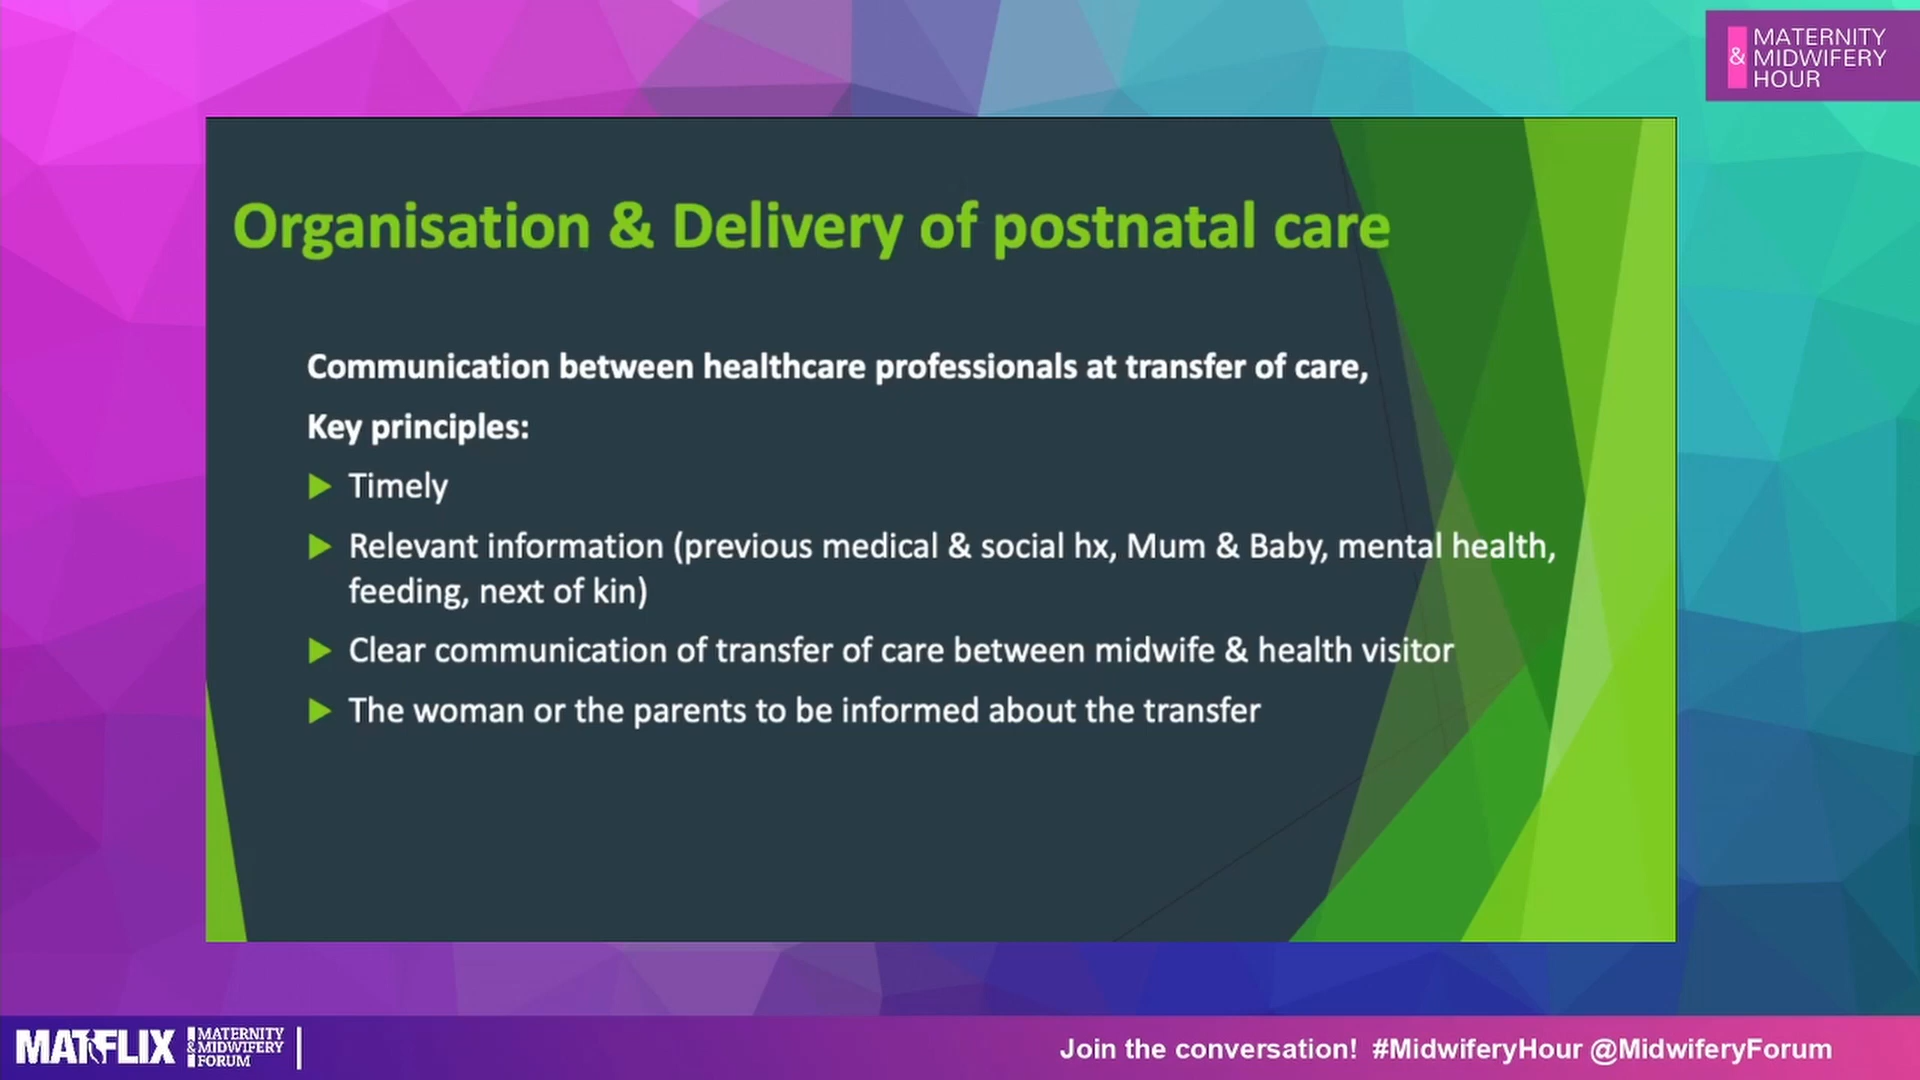 MATERNITY
& MIDWIFERY
HOUR
Organisation & Delivery of postnatal care
Communication between healthcare professionals at transfer of care,
Key principles:
Timely
Relevant information (previous medical & social hx, Mum & Baby, mental health,
feeding, next of kin)
Clear communication of transfer of care between midwife & health visitor
The woman or the parents to be informed about the transfer
MATFLIX
MATERNITY
& MIDWIFERY
FORUM
Join the conversation! #MidwiferyHour @MidwiferyForum